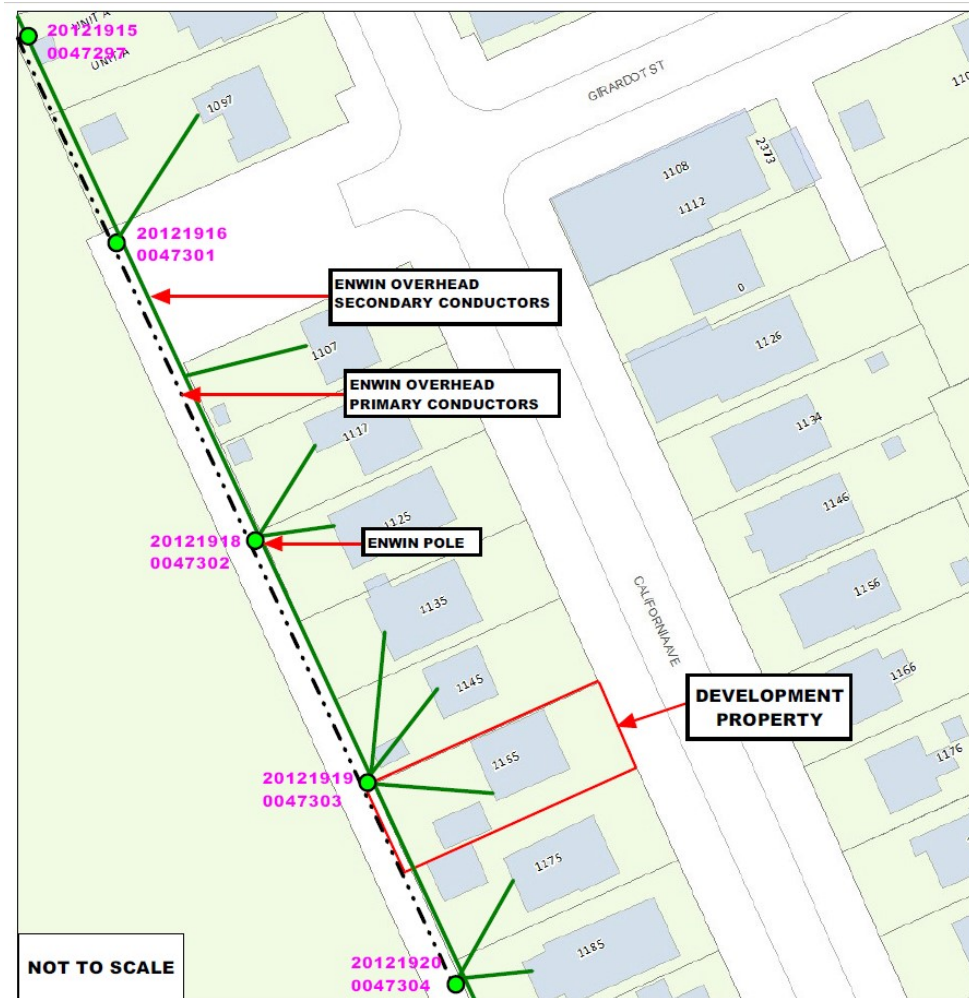 UNIT A
20121915
0047297
UNIT A
1097
GIRARDOT ST
1108
2373
1112
20121916
0047301
ENWIN OVERHEAD
SECONDARY CONDUCTORS
0
1126
1107
ENWIN OVERHEAD
PRIMARY CONDUCTORS
1134
1117
1146
1125
20121918
0047302
ENWIN POLE
1156
1135
CALIFORNIA AVE
1166
1145
DEVELOPMENT
PROPERTY
1155
1176
20121919
0047303
1175
1185
20121920
0047304
NOT TO SCALE